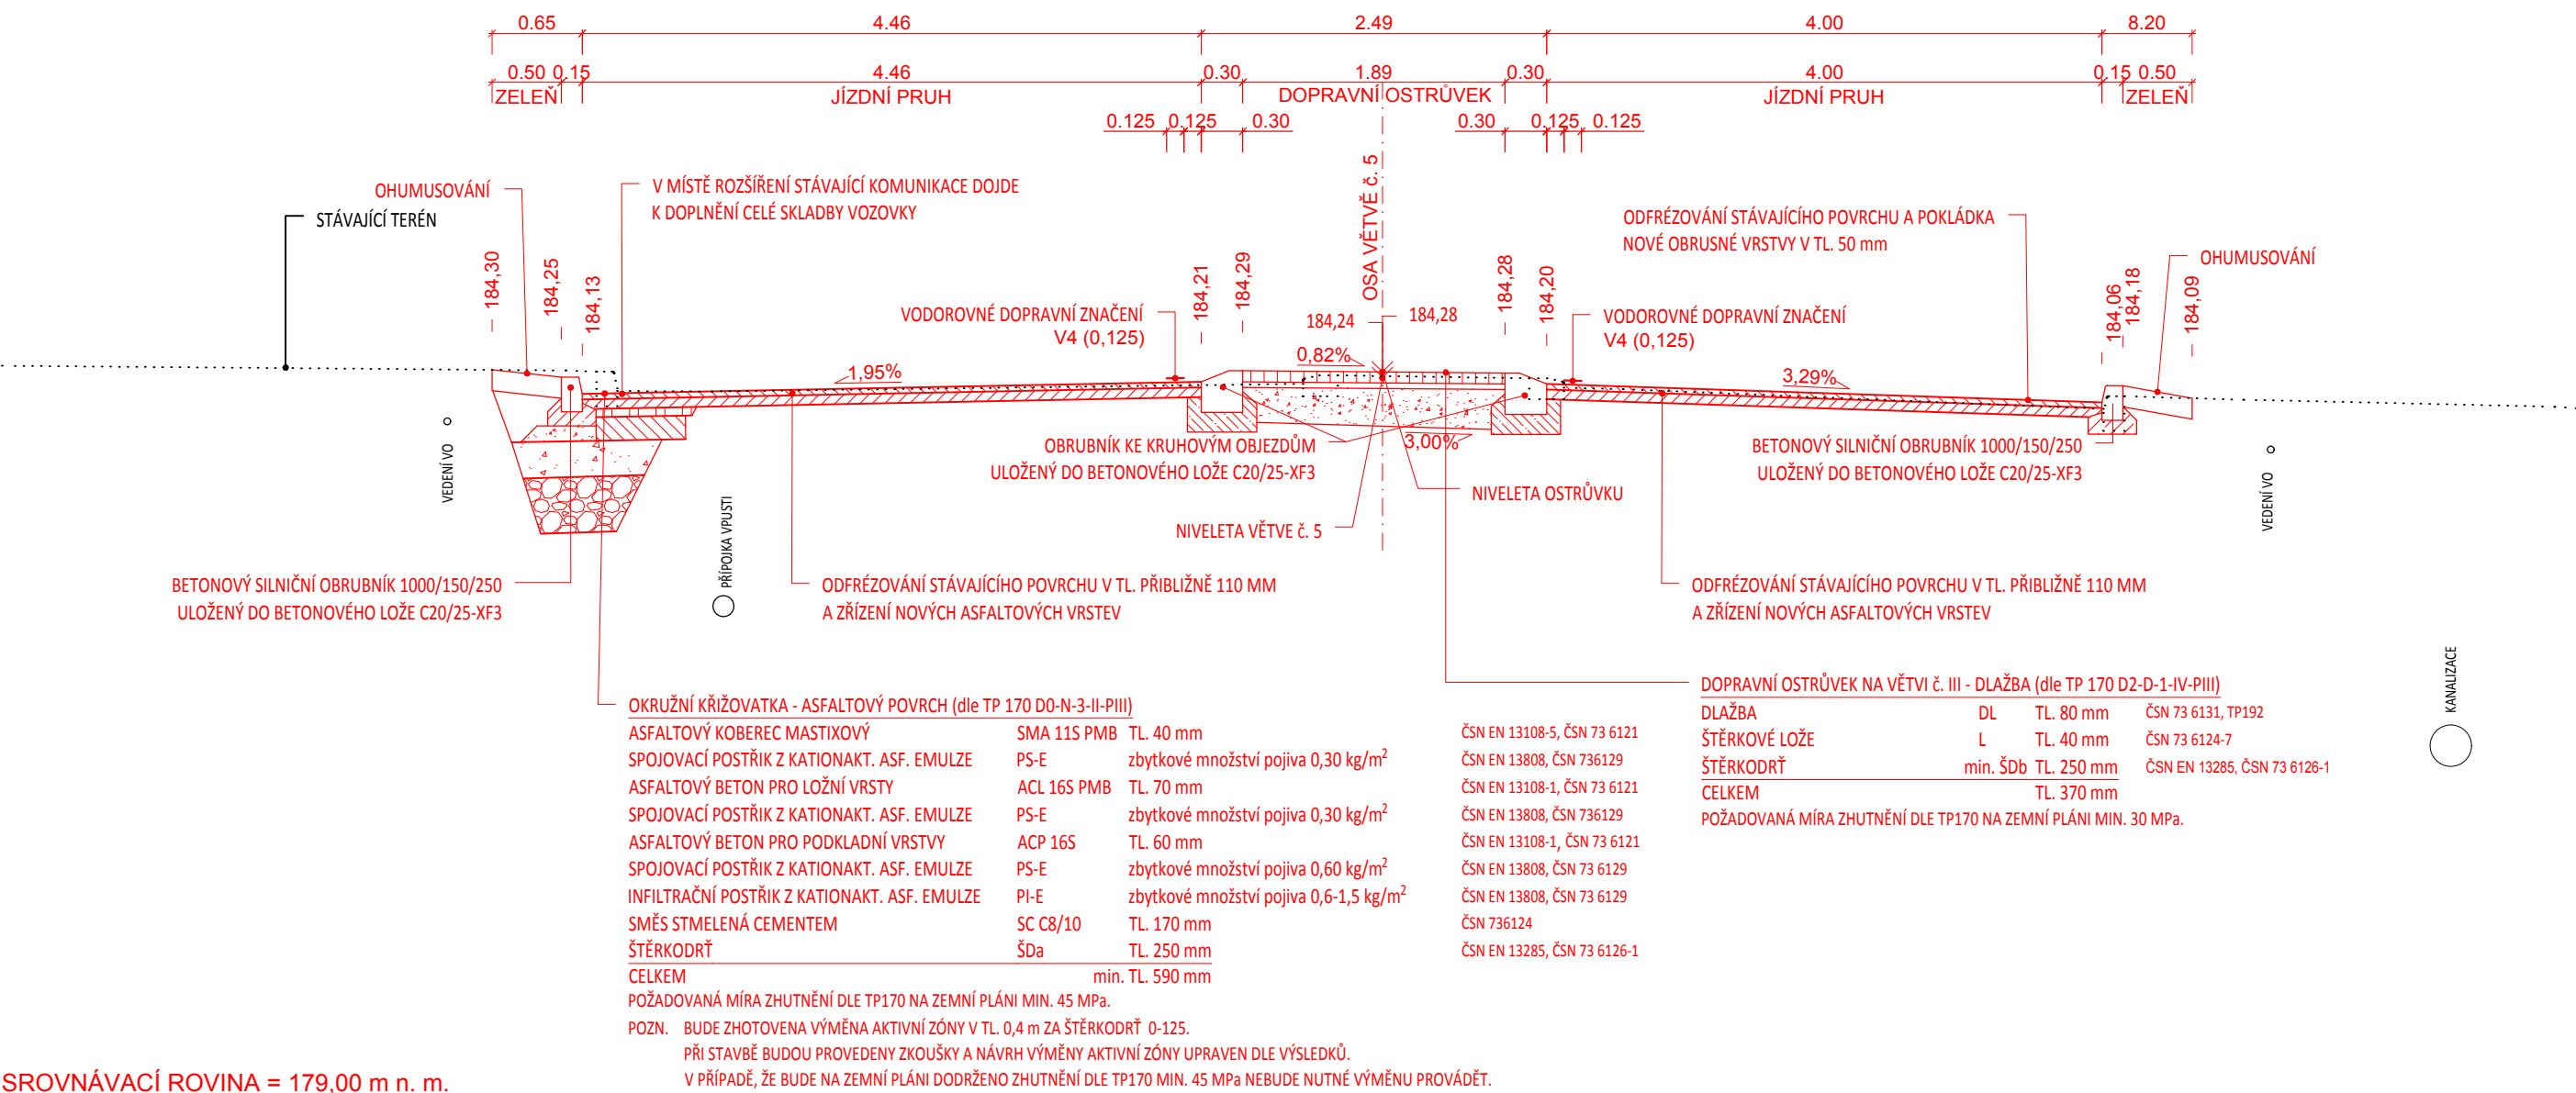 0.65 4.46 2.49 4.00 8.20
0.50 0.15 4.46 0.30 1.89 0.30 4.00 0.15 0.50
ZELEŇ JÍZDNÍ PRUH DOPRAVNÍ OSTRŮVEK JÍZDNÍ PRUH ZELEŇ
0.125 0.125 0.30 0.30 0.125 0.125
OSA VĚTVĚ č. 5
OHUMUSOVÁNÍ
STÁVAJÍCÍ TERÉN
V MÍSTĚ ROZŠÍŘENÍ STÁVAJÍCÍ KOMUNIKACE DOJDE
K DOPLNĚNÍ CELÉ SKLADBY VOZOVKY
ODFRÉZOVÁNÍ STÁVAJÍCÍHO POVRCHU A POKLÁDKA
NOVÉ OBRUSNÉ VRSTVY V TL. 50 mm
OHUMUSOVÁNÍ
184,30
184,25
184,13
184,21
184,29
184,28
184,20
184,06
184,18
184,09
VODOROVNÉ DOPRAVNÍ ZNAČENÍ
V4 (0,125)
184,24
184,28
VODOROVNÉ DOPRAVNÍ ZNAČENÍ
V4 (0,125)
1,95%
0,82%
3,29%
3,00%
VEDENÍ VO
PŘÍPOJKA VPUSTI
OBRUBNÍK KE KRUHOVÝM OBJEZDŮM
ULOŽENÝ DO BETONOVÉHO LOŽE C20/25-XF3
BETONOVÝ SILNIČNÍ OBRUBNÍK 1000/150/250
ULOŽENÝ DO BETONOVÉHO LOŽE C20/25-XF3
NIVELETA OSTRŮVKU
NIVELETA VĚTVE č. 5
VEDENÍ VO
BETONOVÝ SILNIČNÍ OBRUBNÍK 1000/150/250
ULOŽENÝ DO BETONOVÉHO LOŽE C20/25-XF3
ODFRÉZOVÁNÍ STÁVAJÍCÍHO POVRCHU V TL. PŘIBLIŽNĚ 110 MM
A ZŘÍZENÍ NOVÝCH ASFALTOVÝCH VRSTEV
ODFRÉZOVÁNÍ STÁVAJÍCÍHO POVRCHU V TL. PŘIBLIŽNĚ 110 MM
A ZŘÍZENÍ NOVÝCH ASFALTOVÝCH VRSTEV
KANALIZACE
OKRUŽNÍ KŘIŽOVATKA - ASFALTOVÝ POVRCH (dle TP 170 D0-N-3-II-PIII)
ASFALTOVÝ KOBEREC MASTIXOVÝ SMA 11S PMB TL. 40 mm ČSN EN 13108-5, ČSN 73 6121
SPOJOVACÍ POSTŘIK Z KATIONAKT. ASF. EMULZE PS-E zbytkové množství pojiva 0,30 kg/m² ČSN EN 13808, ČSN 736129
ASFALTOVÝ BETON PRO LOŽNÍ VRSTY ACL 16S PMB TL. 70 mm ČSN EN 13108-1, ČSN 73 6121
SPOJOVACÍ POSTŘIK Z KATIONAKT. ASF. EMULZE PS-E zbytkové množství pojiva 0,30 kg/m² ČSN EN 13808, ČSN 736129
ASFALTOVÝ BETON PRO PODKLADNÍ VRSTVY ACP 16S TL. 60 mm ČSN EN 13108-1, ČSN 73 6121
SPOJOVACÍ POSTŘIK Z KATIONAKT. ASF. EMULZE PS-E zbytkové množství pojiva 0,60 kg/m² ČSN EN 13808, ČSN 73 6129
INFILTRAČNÍ POSTŘIK Z KATIONAKT. ASF. EMULZE PI-E zbytkové množství pojiva 0,6-1,5 kg/m² ČSN EN 13808, ČSN 73 6129
SMĚS STMELENÁ CEMENTEM SC C8/10 TL. 170 mm ČSN 736124
ŠTĚRKODRŤ ŠDa TL. 250 mm ČSN EN 13285, ČSN 73 6126-1
CELKEM min. TL. 590 mm
POŽADOVANÁ MÍRA ZHUTNĚNÍ DLE TP170 NA ZEMNÍ PLÁNI MIN. 45 MPa.
POZN. BUDE ZHOTOVENA VÝMĚNA AKTIVNÍ ZÓNY V TL. 0,4 m ZA ŠTĚRKODRŤ 0-125.
PŘI STAVBĚ BUDOU PROVEDENY ZKOUŠKY A NÁVRH VÝMĚNY AKTIVNÍ ZÓNY UPRAVEN DLE VÝSLEDKŮ.
V PŘÍPADĚ, ŽE BUDE NA ZEMNÍ PLÁNI DODRŽENO ZHUTNĚNÍ DLE TP170 MIN. 45 MPa NEBUDE NUTNÉ VÝMĚNU PROVÁDĚT.
DOPRAVNÍ OSTRŮVEK NA VĚTVI č. III - DLAŽBA (dle TP 170 D2-D-1-IV-PIII)
DLAŽBA DL TL. 80 mm ČSN 73 6131, TP192
ŠTĚRKOVÉ LOŽE L TL. 40 mm ČSN 73 6124-7
ŠTĚRKODRŤ min. ŠDb TL. 250 mm ČSN EN 13285, ČSN 73 6126-1
CELKEM TL. 370 mm
POŽADOVANÁ MÍRA ZHUTNĚNÍ DLE TP170 NA ZEMNÍ PLÁNI MIN. 30 MPa.
SROVNÁVACÍ ROVINA = 179,00 m n. m.